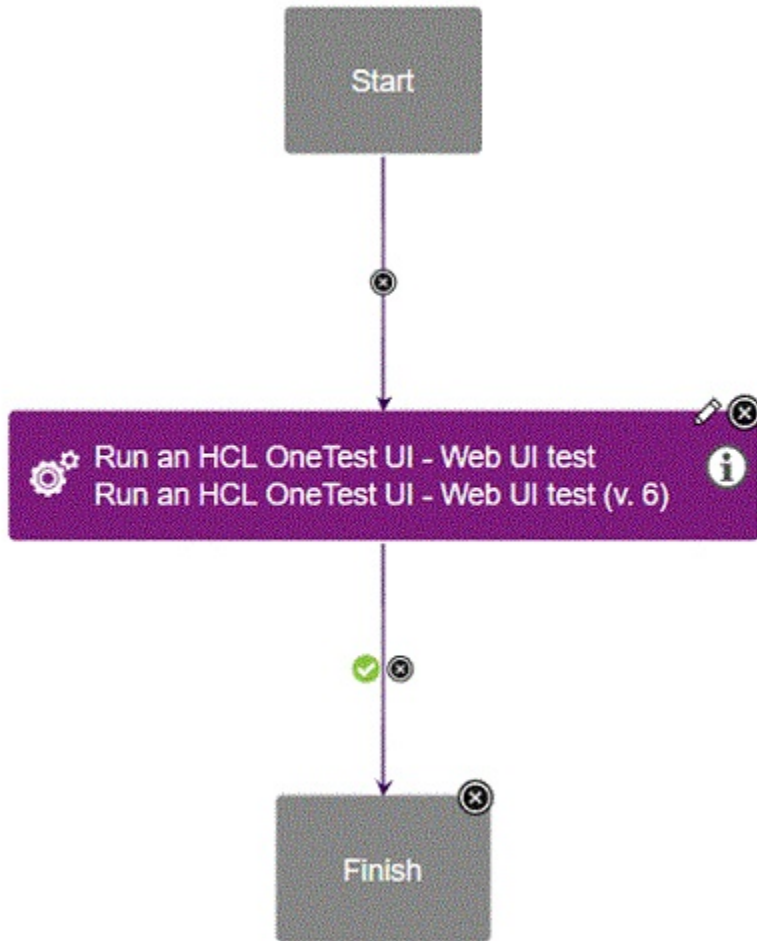 Start
Run an HCL OneTest UI - Web UI test
Run an HCL OneTest UI - Web UI test (v. 6)
Finish